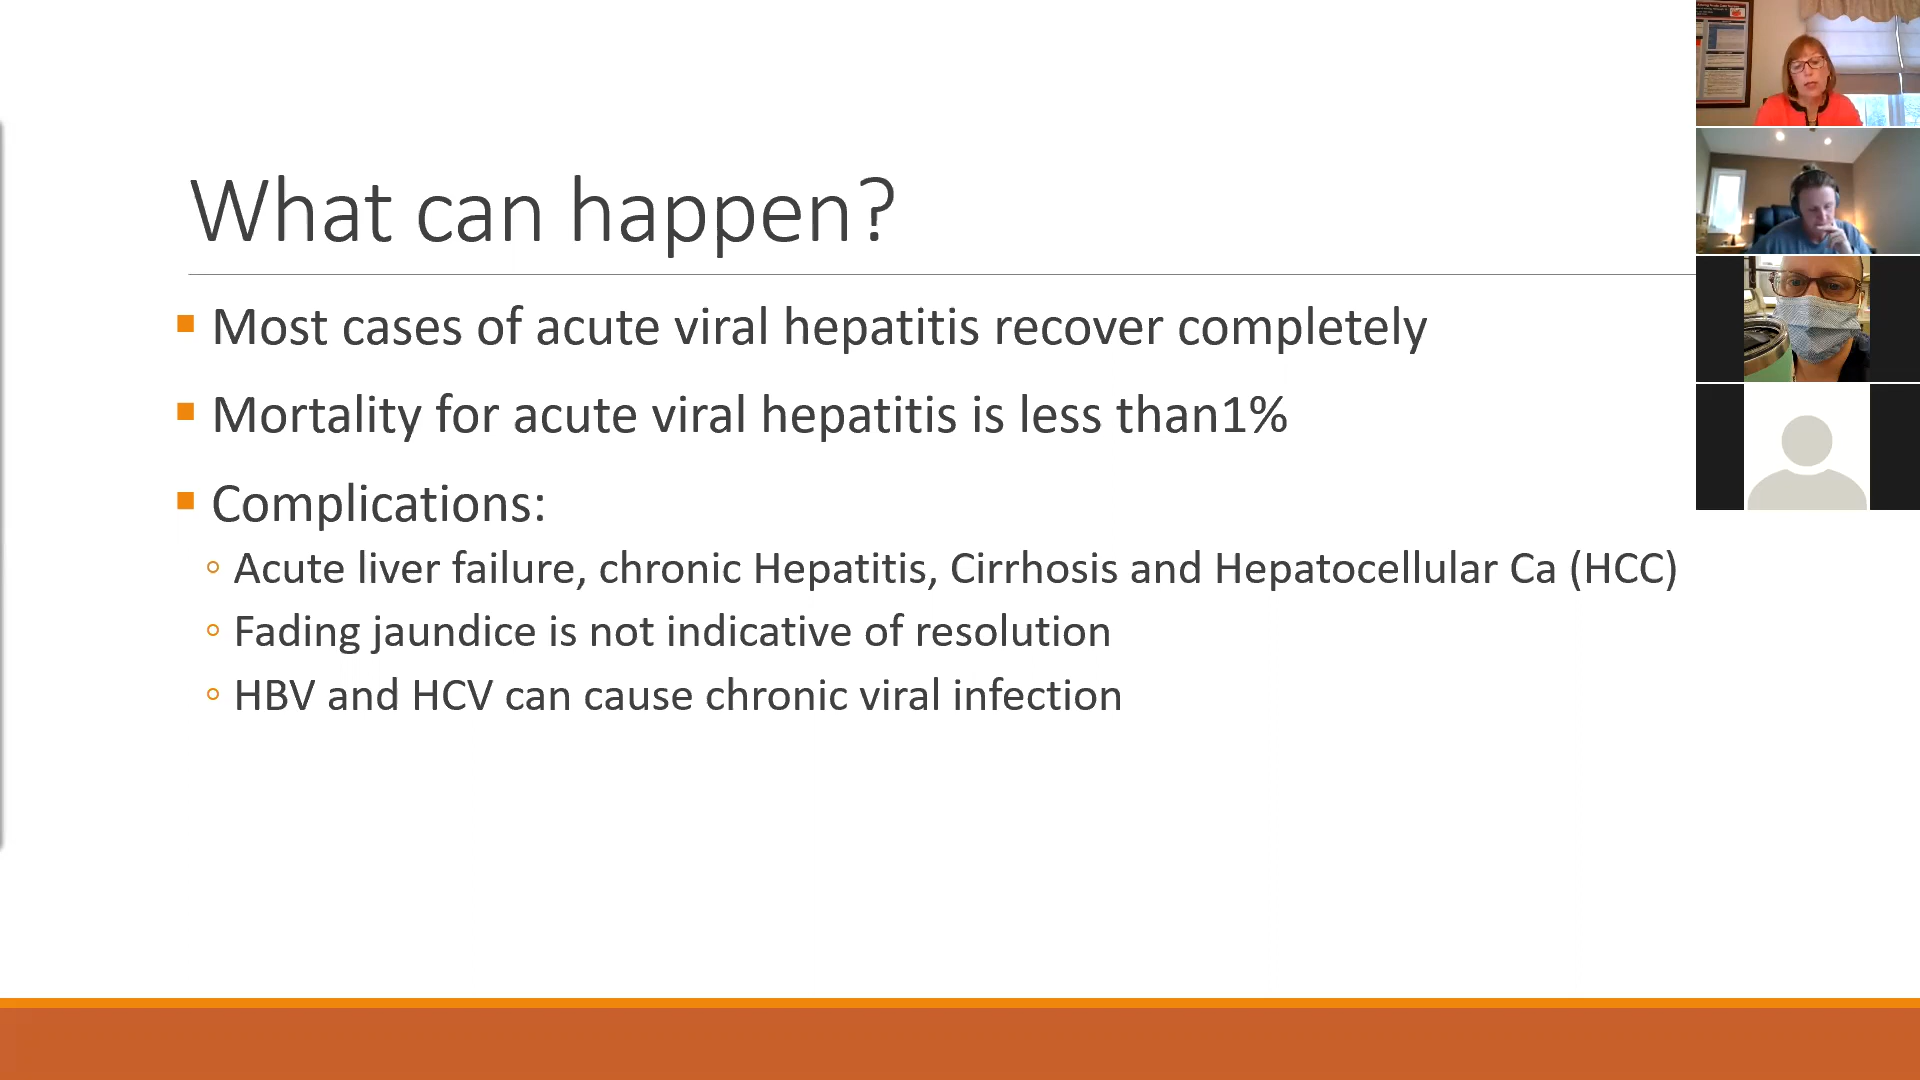 What can happen?
Most cases of acute viral hepatitis recover completely
Mortality for acute viral hepatitis is less than1%
Complications:
Acute liver failure, chronic Hepatitis, Cirrhosis and Hepatocellular Ca (HCC)
Fading jaundice is not indicative of resolution
HBV and HCV can cause chronic viral infection